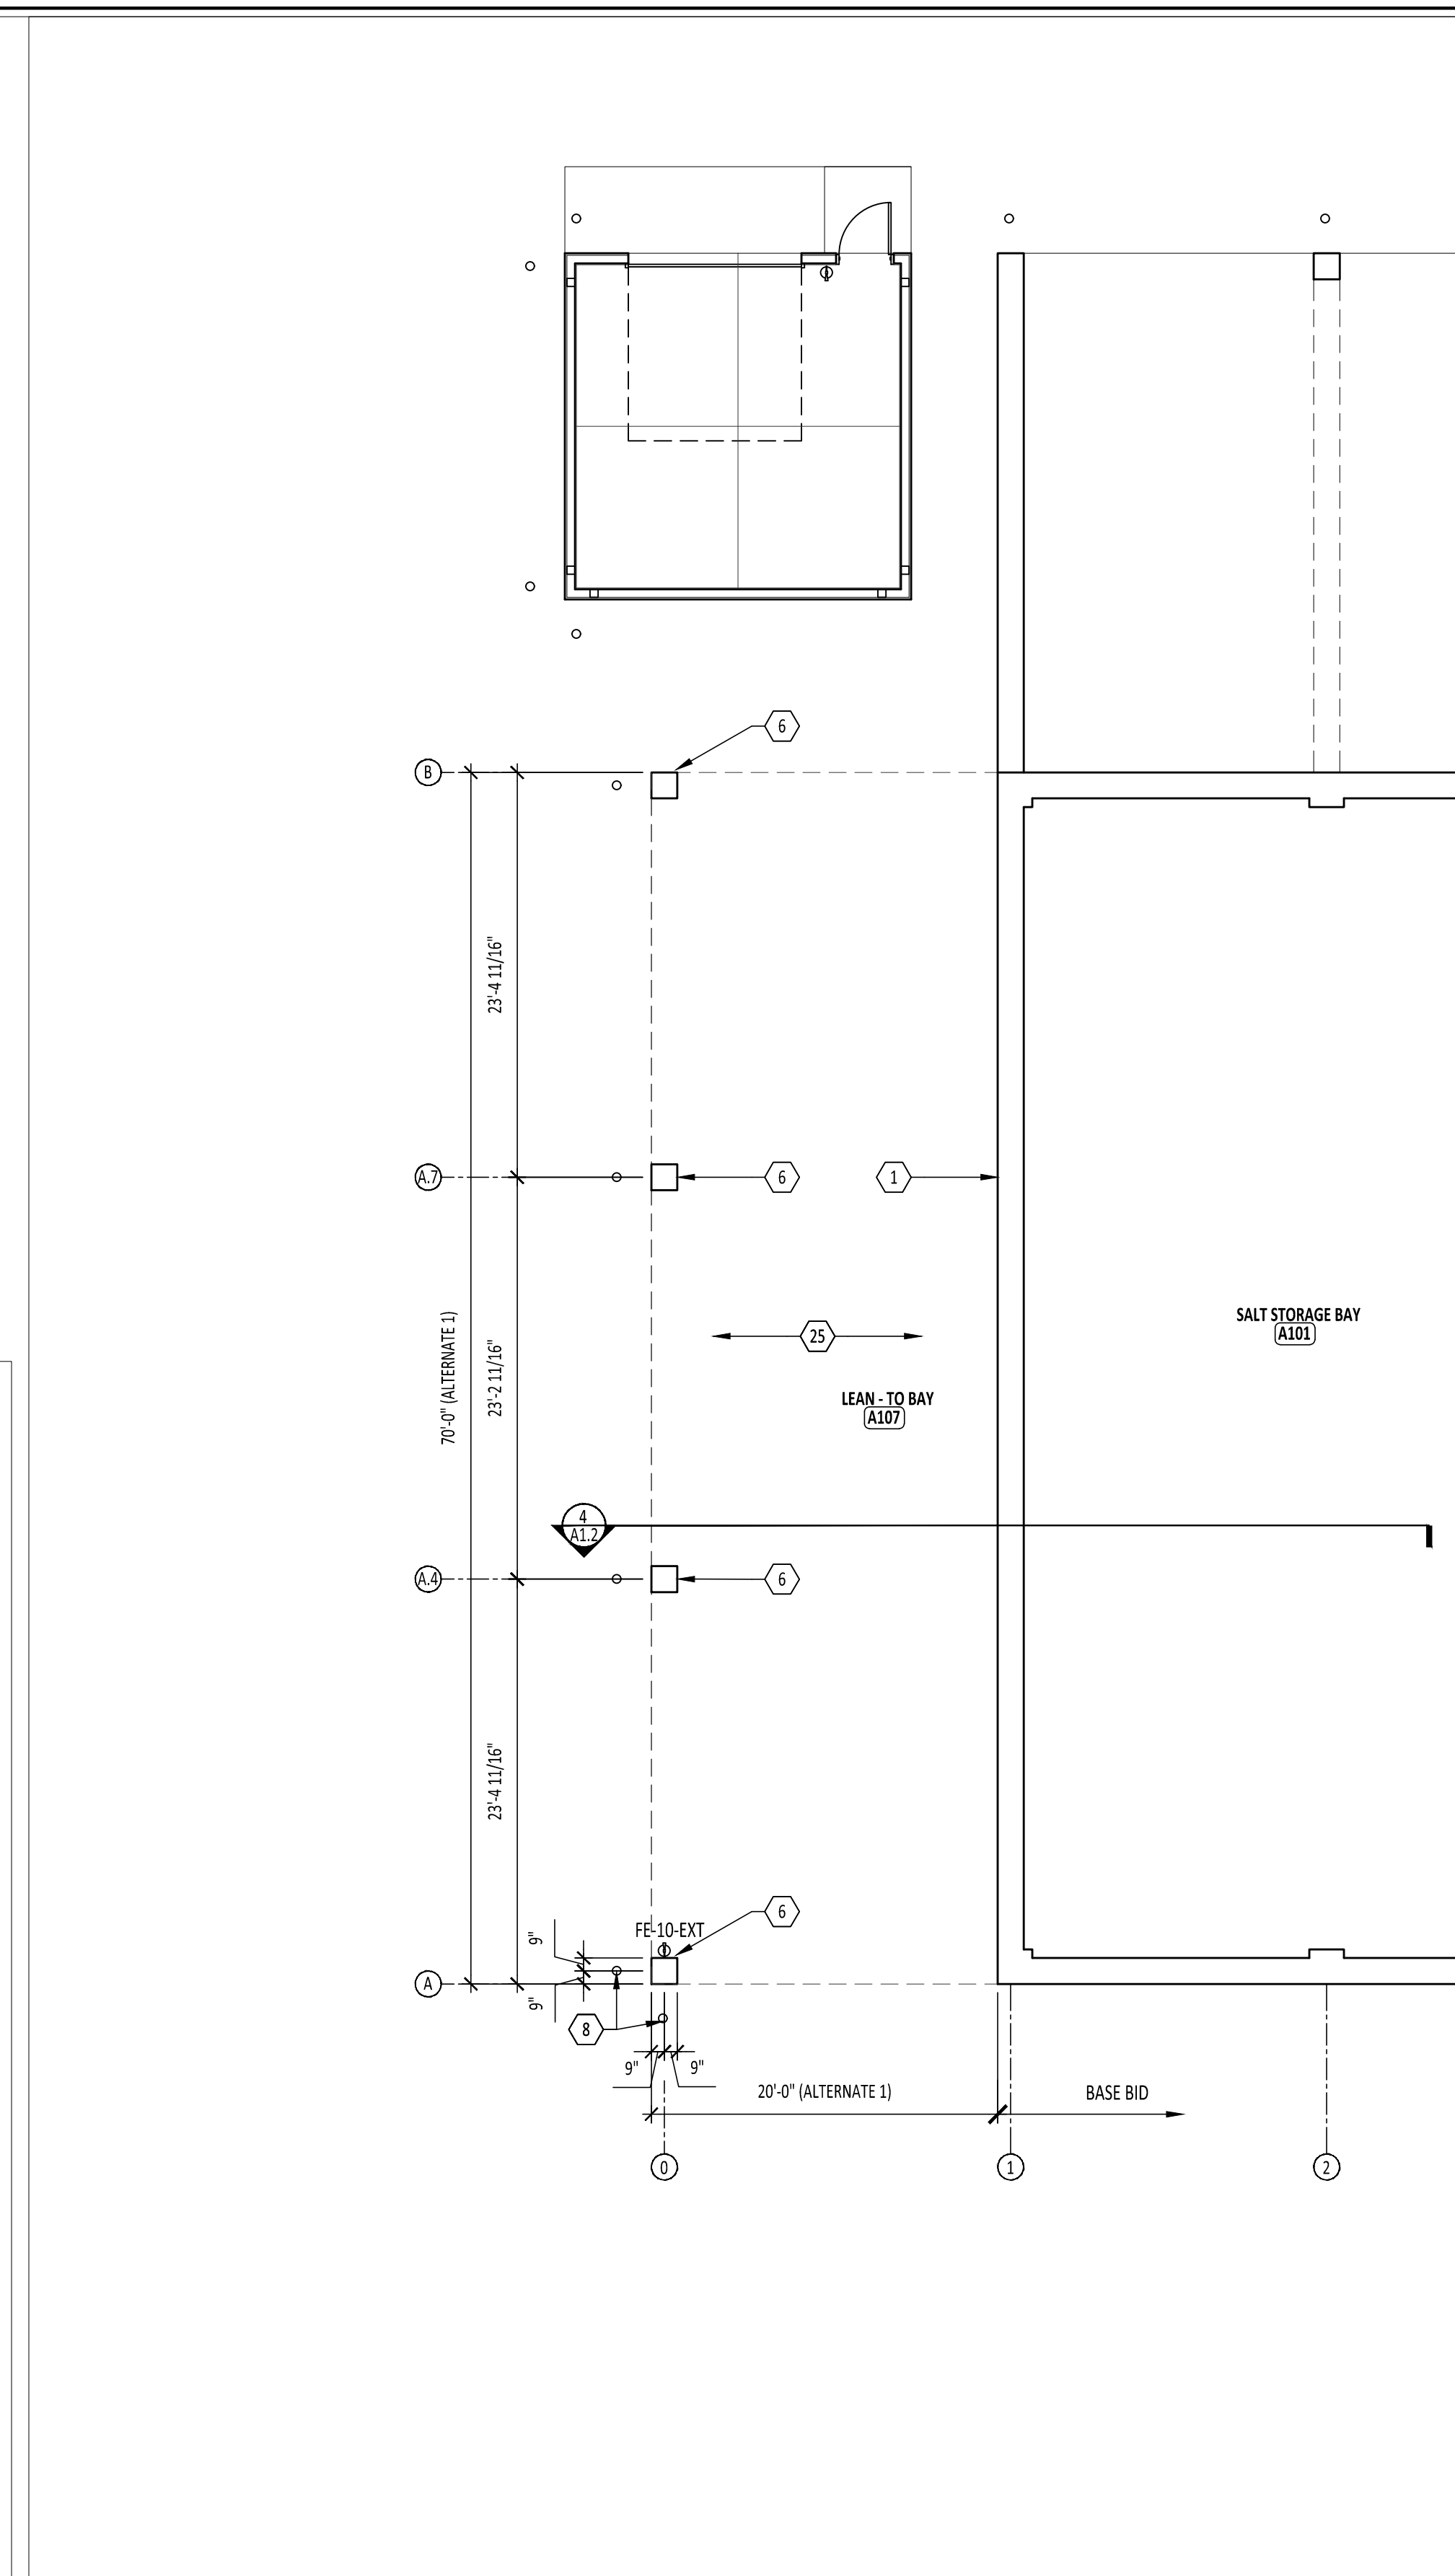 6
B
23'-4 11/16"
A.7
6
1
SALT STORAGE BAY
A101
25
70'-0" (ALTERNATE 1)
23'-2 11/16"
LEAN - TO BAY
A107
4
A1.2
A.4
6
23'-4 11/16"
6
FE-10-EXT
9"
A
9"
8
9"
9"
20'-0" (ALTERNATE 1)
BASE BID
0
1
2